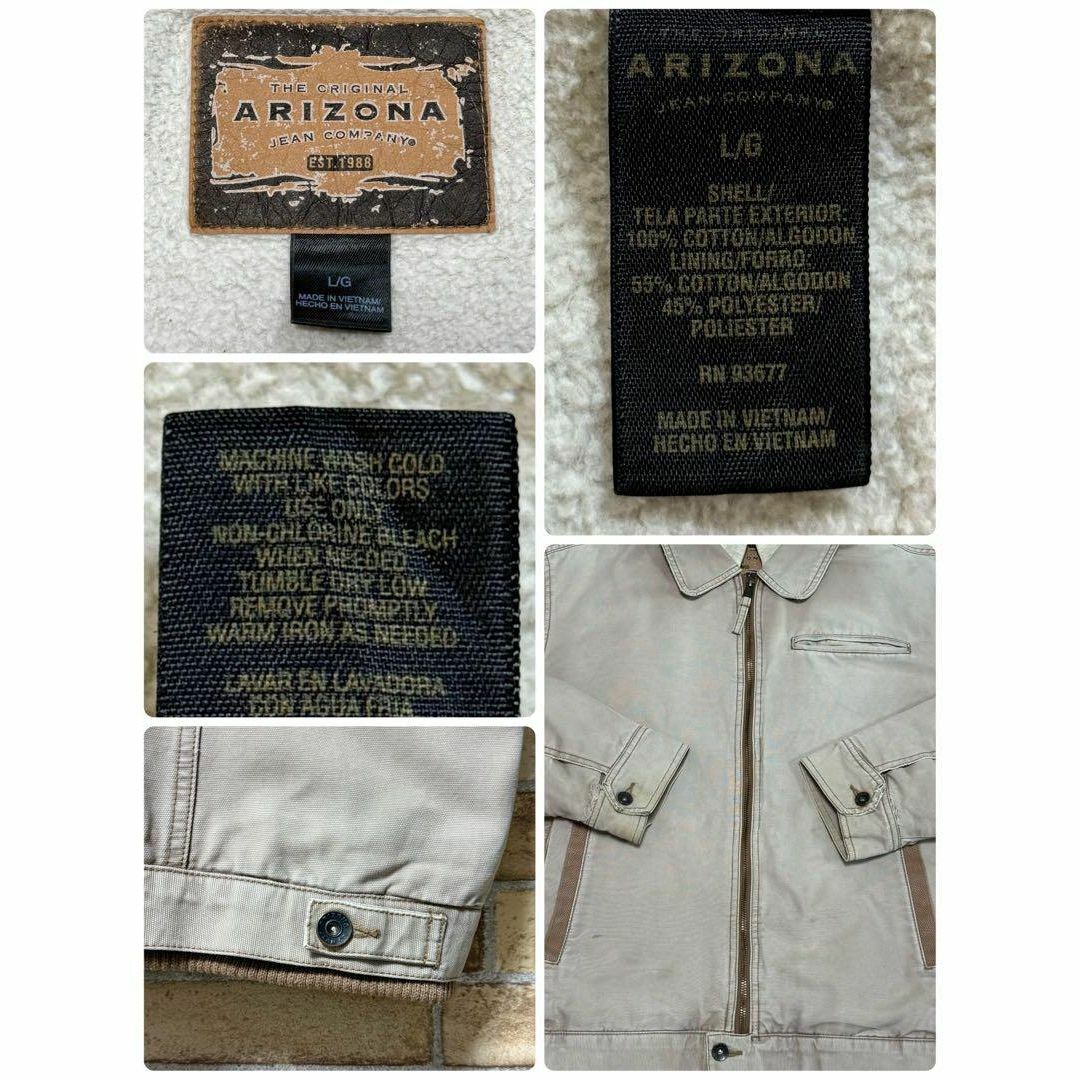 THE ORIGINAL
ARIZONA
JEAN COMPANY®
EST. 1988
L/G
MADE IN VIETNAM/
HECHO EN VIETNAM
THE ORIGINAL
ARIZONA
JEAN COMPANY®
L/G
SHELL/
TELA PARTE EXTERIOR:
100% COTTON/ALGODON
LINING/FORRO:
55% COTTON/ALGODON
45% POLYESTER/
POLIESTER
RN 93677
MADE IN VIETNAM/
HECHO EN VIETNAM
MACHINE WASH COLD
WITH LIKE COLORS
USE ONLY
NON-CHLORINE BLEACH
WHEN NEEDED
TUMBLE DRY LOW
REMOVE PROMPTLY
WARM IRON AS NEEDED
LAVAR EN LAVADORA
CON AGUA FRIA